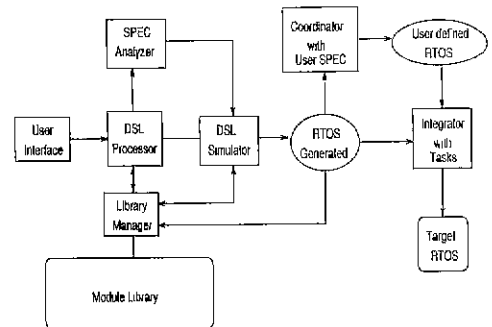 SPEC
Analyzer
Coordinator
with
User SPEC
User defined
RTOS
User
Interface
DSL
Processor
DSL
Simulator
RTOS
Generated
Integrator
with
Tasks
Library
Manager
Target
RTOS
Module Library